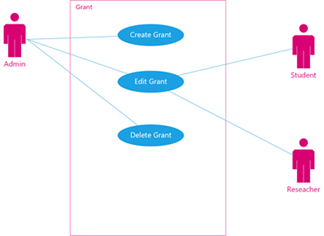 Grant
Create Grant
Admin
Edit Grant
Student
Delete Grant
Reseacher